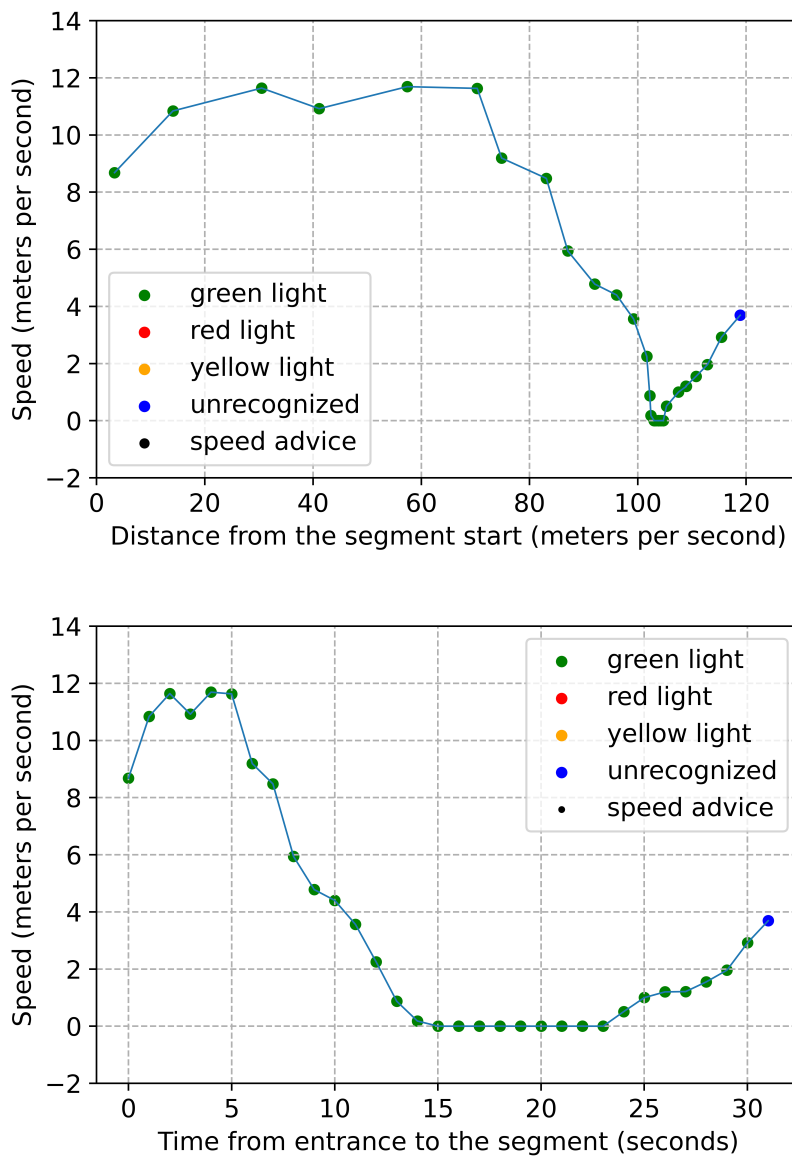 14
12
10
8
6
4
2
0
−2
Speed (meters per second)
green light
red light
yellow light
unrecognized
speed advice
0 20 40 60 80 100 120
Distance from the segment start (meters per second)
14
12
10
8
6
4
2
0
−2
Speed (meters per second)
green light
red light
yellow light
unrecognized
speed advice
0 5 10 15 20 25 30
Time from entrance to the segment (seconds)